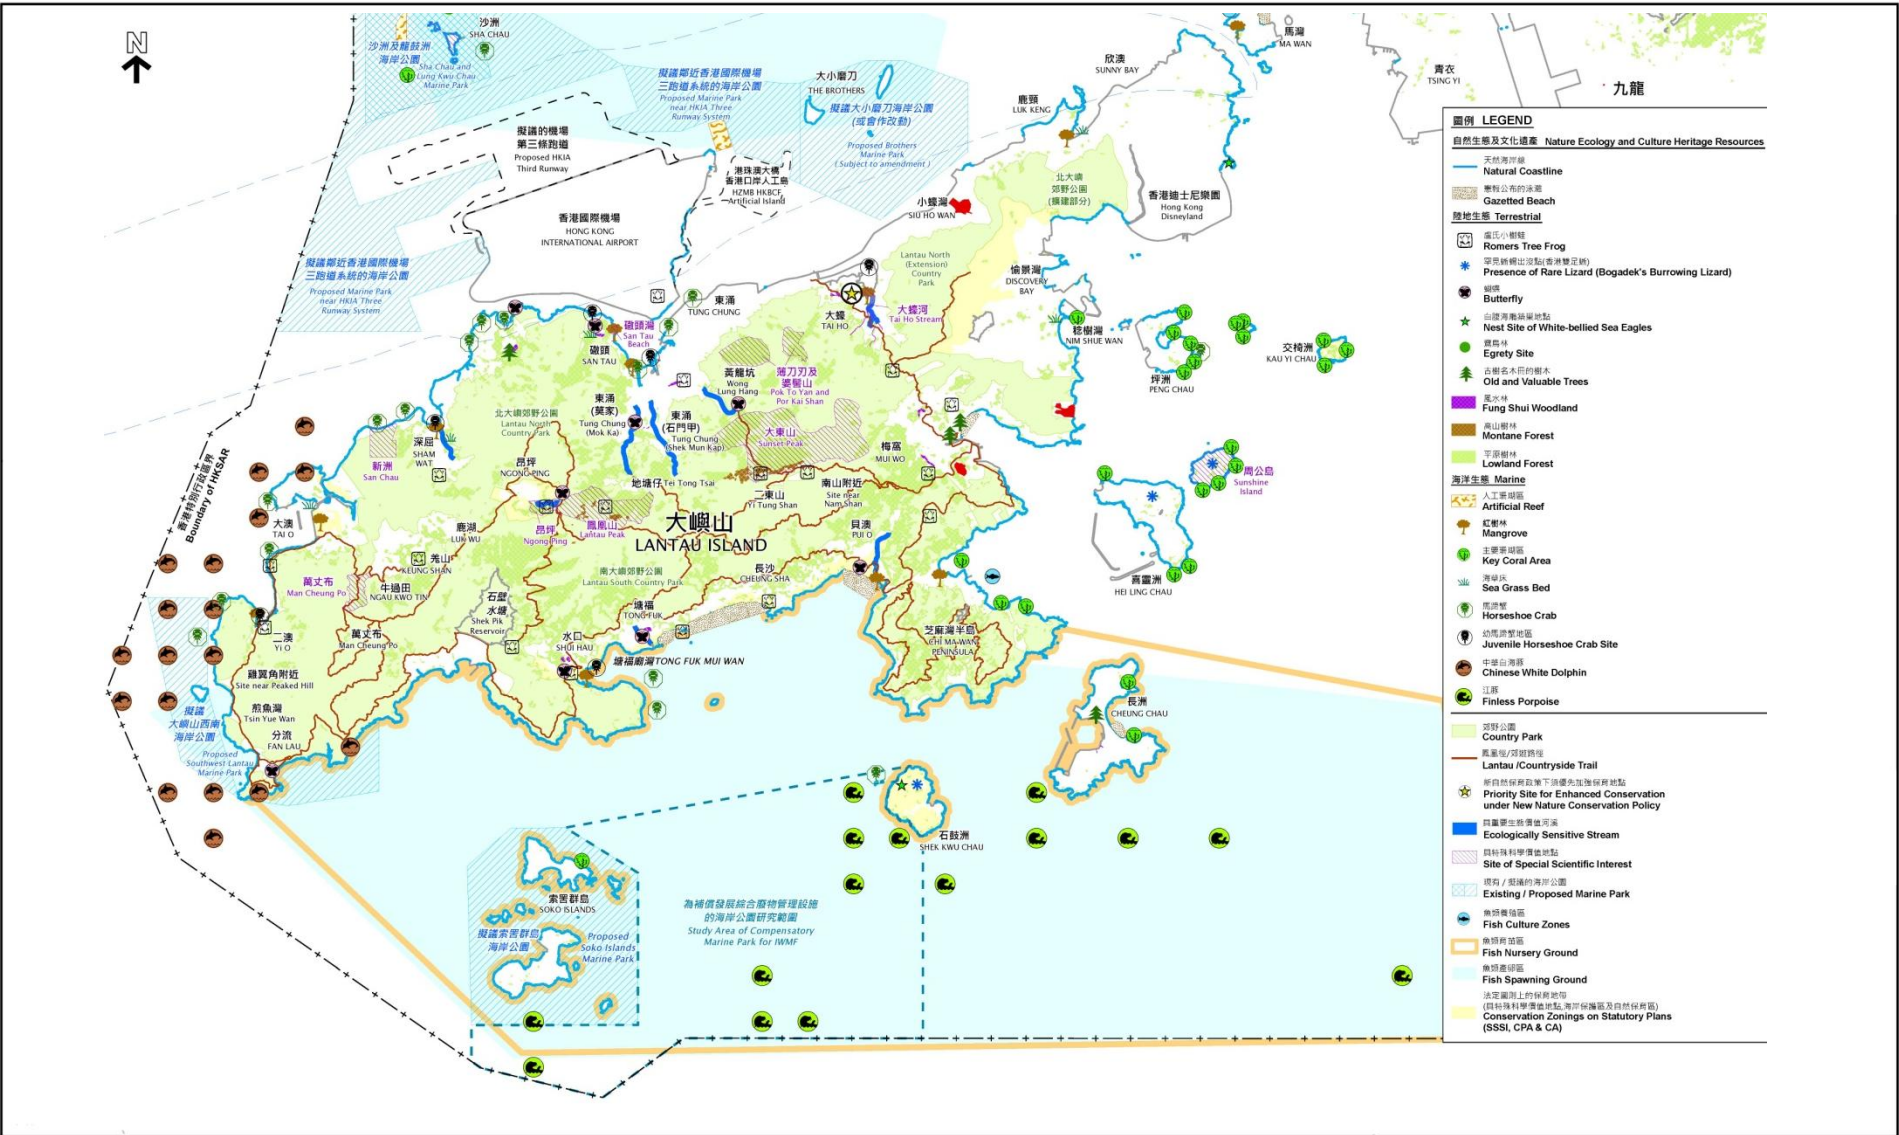 N
沙洲
SHA CHAU
沙洲及龍鼓洲
海岸公園
Sha Chau and
Lung Kwu Chau
Marine Park
擬議鄰近香港國際機場
三跑道系統的海岸公園
Proposed Marine Park
near HKIA Three
Runway System
大小磨刀
THE BROTHERS
擬議大小磨刀海岸公園
(或會作改動)
Proposed Brothers
Marine Park
( Subject to amendment )
欣澳
SUNNY BAY
馬灣
MA WAN
青衣
TSING YI
九龍
鹿頸
LUK KENG
擬議的機場
第三條跑道
Proposed HKIA
Third Runway
港珠澳大橋
香港口岸人工島
HZMB HKBCF
Artificial Island
香港國際機場
HONG KONG
INTERNATIONAL AIRPORT
小蠔灣
SIU HO WAN
北大嶼
郊野公園
(擴建部分)
香港迪士尼樂園
Hong Kong
Disneyland
擬議鄰近香港國際機場
三跑道系統的海岸公園
Proposed Marine Park
near HKIA Three
Runway System
Lantau North
(Extension)
Country
Park
愉景灣
DISCOVERY
BAY
東涌
TUNG CHUNG
大蠔
TAI HO
大蠔河
Tai Ho Stream
䃟頭灣
San Tau
Beach
䃟頭
SAN TAU
稔樹灣
NIM SHUE WAN
交椅洲
KAU YI CHAU
坪洲
PENG CHAU
黃龍坑
Wong
Lung Hang
薄刀刃及
婆髻山
Pok To Yan and
Por Kai Shan
北大嶼郊野公園
Lantau North
Country Park
東涌
(莫家)
Tung Chung
(Mok Ka)
東涌
(石門甲)
Tung Chung
(Shek Mun Kap)
大東山
Sunset Peak
梅窩
MUI WO
深屈
SHAM
WAT
新洲
San Chau
昂坪
NGONG PING
地塘仔 Tei Tong Tsai
二東山
Yi Tung Shan
南山附近
Site near
Nam Shan
周公島
Sunshine
Island
香港特別行政區界
Boundary of HKSAR
大澳
TAI O
鹿湖
LUK WU
昂坪
Ngong Ping
鳳凰山
Lantau Peak
大嶼山
LANTAU ISLAND
貝澳
PUI O
羗山
KEUNG SHAN
南大嶼郊野公園
Lantau South Country Park
長沙
CHEUNG SHA
喜靈洲
HEI LING CHAU
萬丈布
Man Cheung Po
牛過田
NGAU KWO TIN
石壁
水塘
Shek Pik
Reservoir
塘福
TONG FUK
二澳
Yi O
萬丈布
Man Cheung Po
水口
SHUI HAU
塘福廟灣TONG FUK MUI WAN
芝麻灣半島
CHI MA WAN
PENINSULA
雞翼角附近
Site near Peaked Hill
擬議
大嶼山西南
海岸公園
Proposed
Southwest Lantau
Marine Park
煎魚灣
Tsin Yue Wan
分流
FAN LAU
長洲
CHEUNG CHAU
石鼓洲
SHEK KWU CHAU
索罟群島
SOKO ISLANDS
擬議索罟群島
海岸公園
Proposed
Soko Islands
Marine Park
為補償發展綜合廢物管理設施
的海岸公園研究範圍
Study Area of Compensatory
Marine Park for IWMF
圖例 LEGEND
自然生態及文化遺產 Nature Ecology and Culture Heritage Resources
天然海岸線
Natural Coastline
憲報公布的泳灘
Gazetted Beach
陸地生態 Terrestrial
盧氏小樹蛙
Romers Tree Frog
罕見蜥蜴出沒點(香港雙足蜥)
Presence of Rare Lizard (Bogadek's Burrowing Lizard)
蝴蝶
Butterfly
白腹海鵰築巢地點
Nest Site of White-bellied Sea Eagles
鷺鳥林
Egrety Site
古樹名木冊的樹木
Old and Valuable Trees
風水林
Fung Shui Woodland
高山樹林
Montane Forest
平原樹林
Lowland Forest
海洋生態 Marine
人工珊瑚區
Artificial Reef
紅樹林
Mangrove
主要珊瑚區
Key Coral Area
海草床
Sea Grass Bed
馬蹄蟹
Horseshoe Crab
幼馬蹄蟹地區
Juvenile Horseshoe Crab Site
中華白海豚
Chinese White Dolphin
江豚
Finless Porpoise
郊野公園
Country Park
鳳凰徑/郊遊路徑
Lantau /Countryside Trail
新自然保育政策下須優先加強保育地點
Priority Site for Enhanced Conservation
under New Nature Conservation Policy
具重要生態價值河溪
Ecologically Sensitive Stream
具特殊科學價值地點
Site of Special Scientific Interest
現有 / 擬議的海岸公園
Existing / Proposed Marine Park
魚類養殖區
Fish Culture Zones
魚類育苗區
Fish Nursery Ground
魚類產卵區
Fish Spawning Ground
法定圖則上的保育地帶
(具特殊科學價值地點,海岸保護區及自然保育區)
Conservation Zonings on Statutory Plans
(SSSI, CPA & CA)